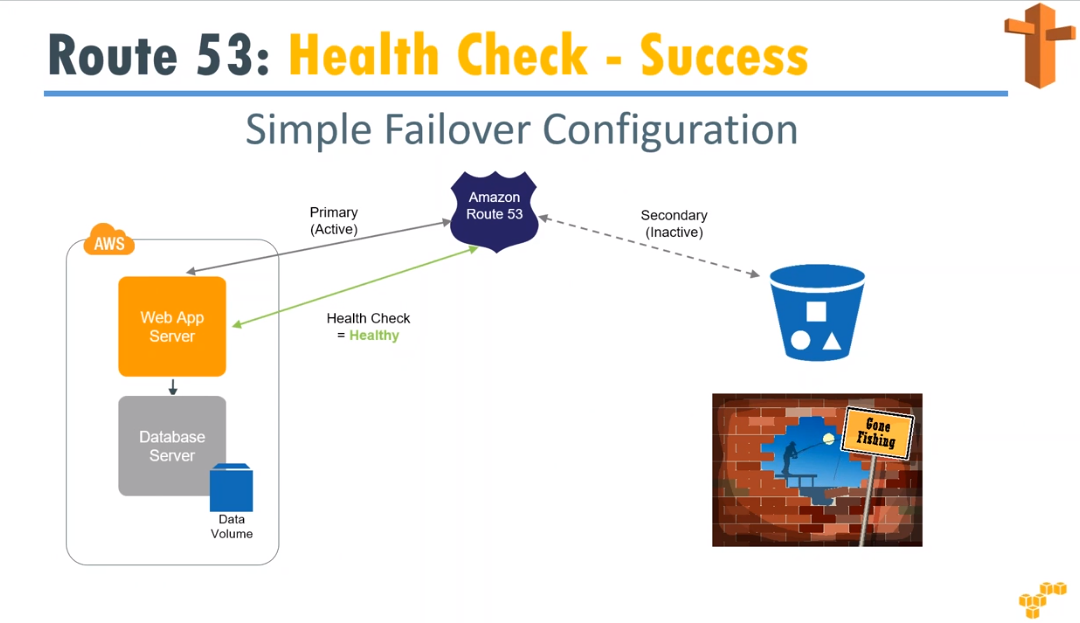 Route 53: Health Check - Success
Simple Failover Configuration
Amazon
Route 53
Primary
(Active)
Secondary
(Inactive)
AWS
Web App
Server
Health Check
= Healthy
Database
Server
Data
Volume
Gone
Fishing